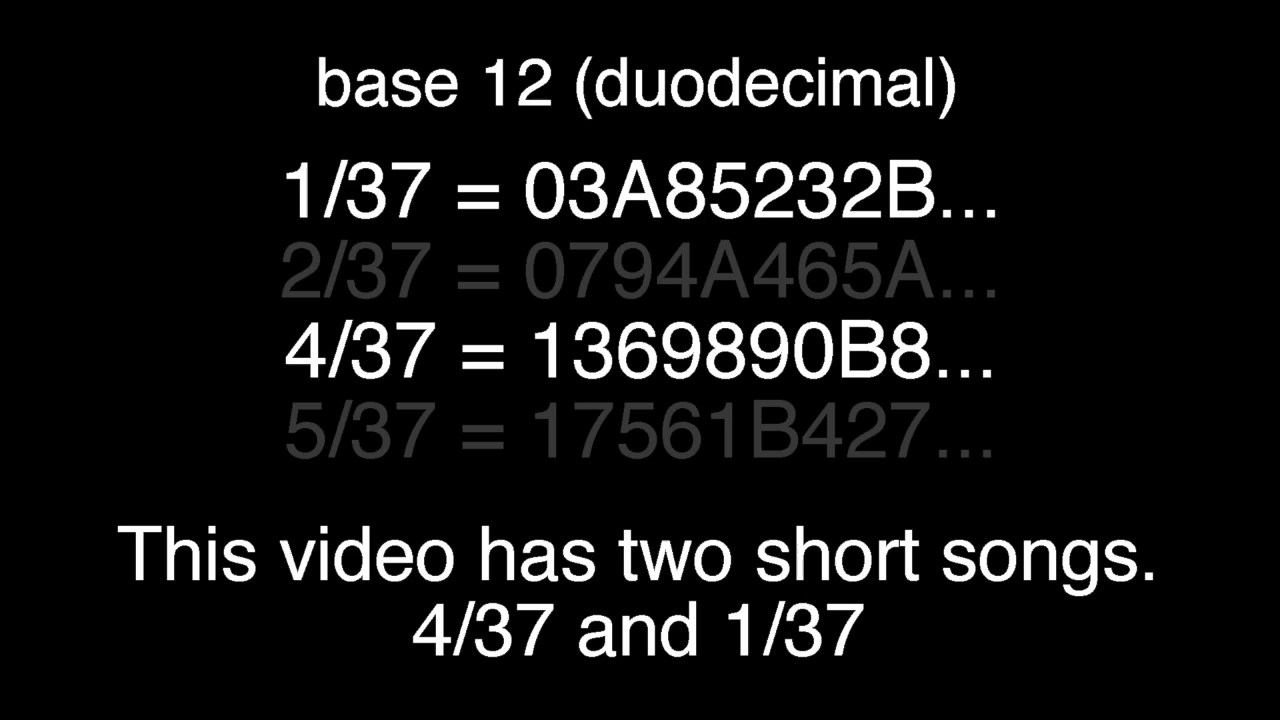 base 12 (duodecimal)
1/37 = 03A85232B...
2/37 = 0794A465A...
4/37 = 1369890B8...
5/37 = 17561B427...
This video has two short songs.
4/37 and 1/37